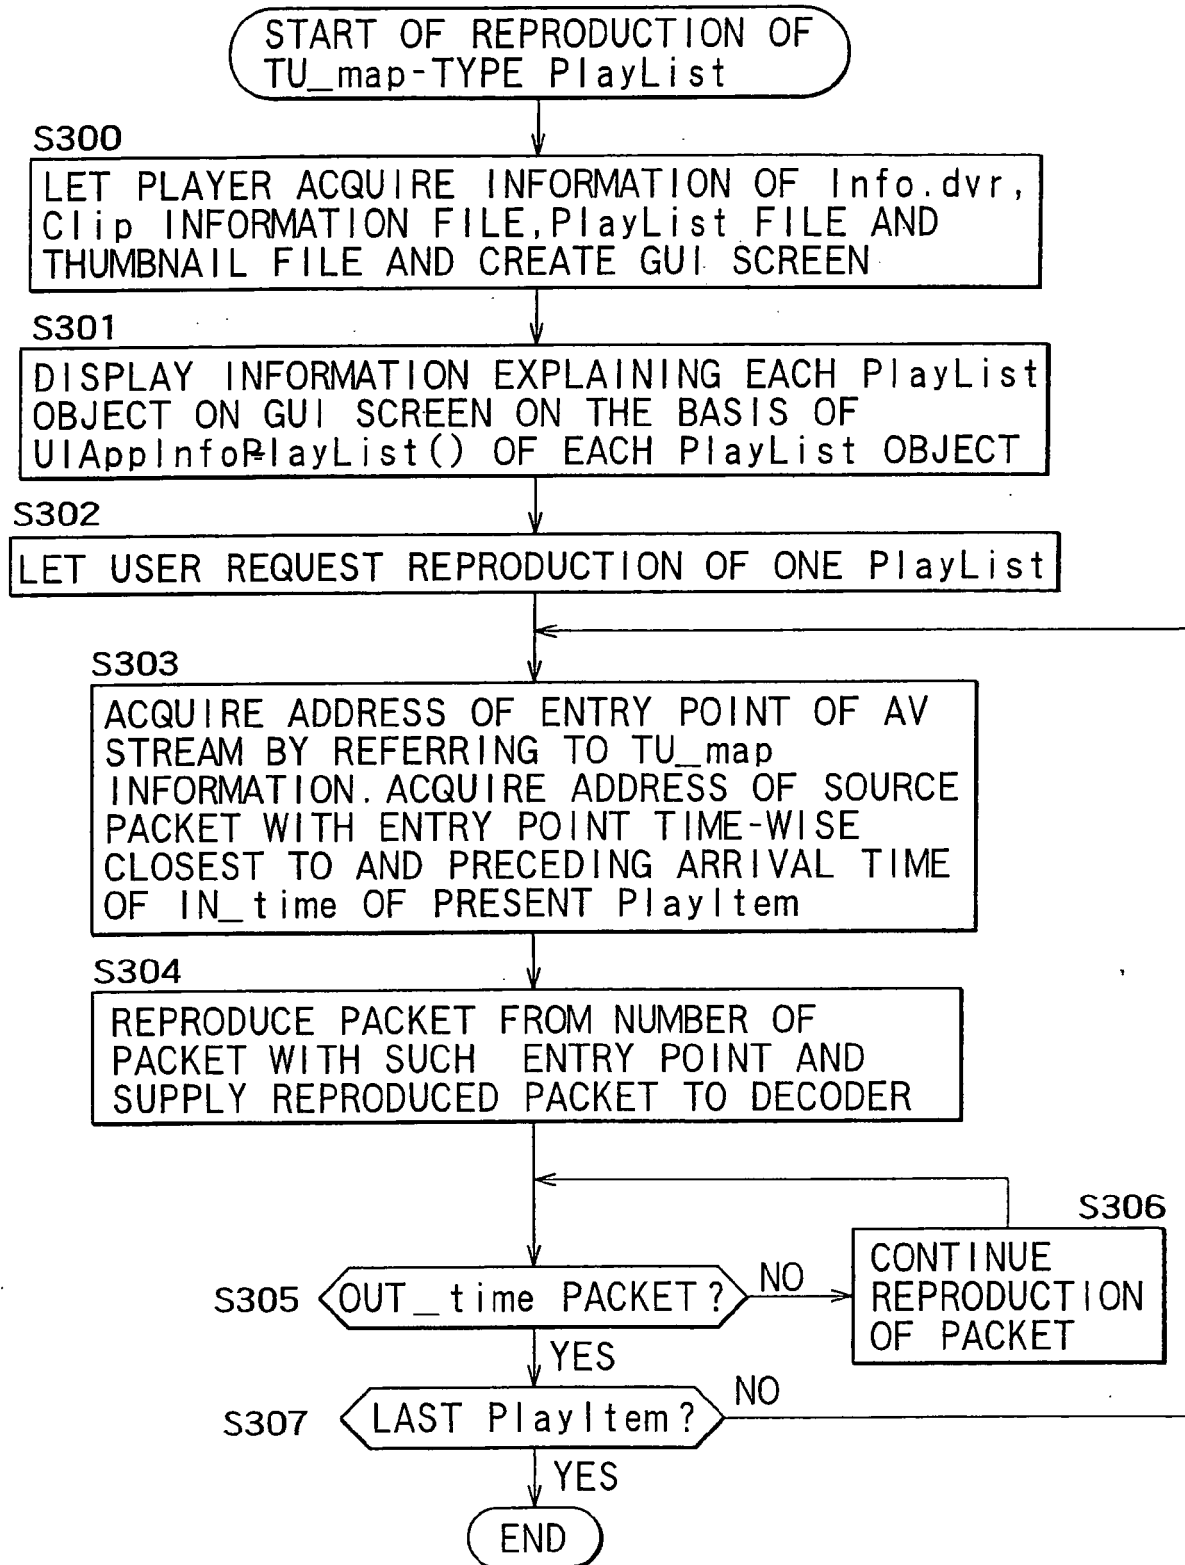 START OF REPRODUCTION OF
TU_map-TYPE PlayList
S300
LET PLAYER ACQUIRE INFORMATION OF Info.dvr,
Clip INFORMATION FILE,PlayList FILE AND
THUMBNAIL FILE AND CREATE GUI SCREEN
S301
DISPLAY INFORMATION EXPLAINING EACH PlayList
OBJECT ON GUI SCREEN ON THE BASIS OF
UIAppInfoPlayList() OF EACH PlayList OBJECT
S302
LET USER REQUEST REPRODUCTION OF ONE PlayList
S303
ACQUIRE ADDRESS OF ENTRY POINT OF AV
STREAM BY REFERRING TO TU_map
INFORMATION. ACQUIRE ADDRESS OF SOURCE
PACKET WITH ENTRY POINT TIME-WISE
CLOSEST TO AND PRECEDING ARRIVAL TIME
OF IN_time OF PRESENT PlayItem
S304
REPRODUCE PACKET FROM NUMBER OF
PACKET WITH SUCH ENTRY POINT AND
SUPPLY REPRODUCED PACKET TO DECODER
S306
CONTINUE
REPRODUCTION
OF PACKET
S305
OUT_time PACKET?
NO
YES
S307
LAST PlayItem?
NO
YES
END